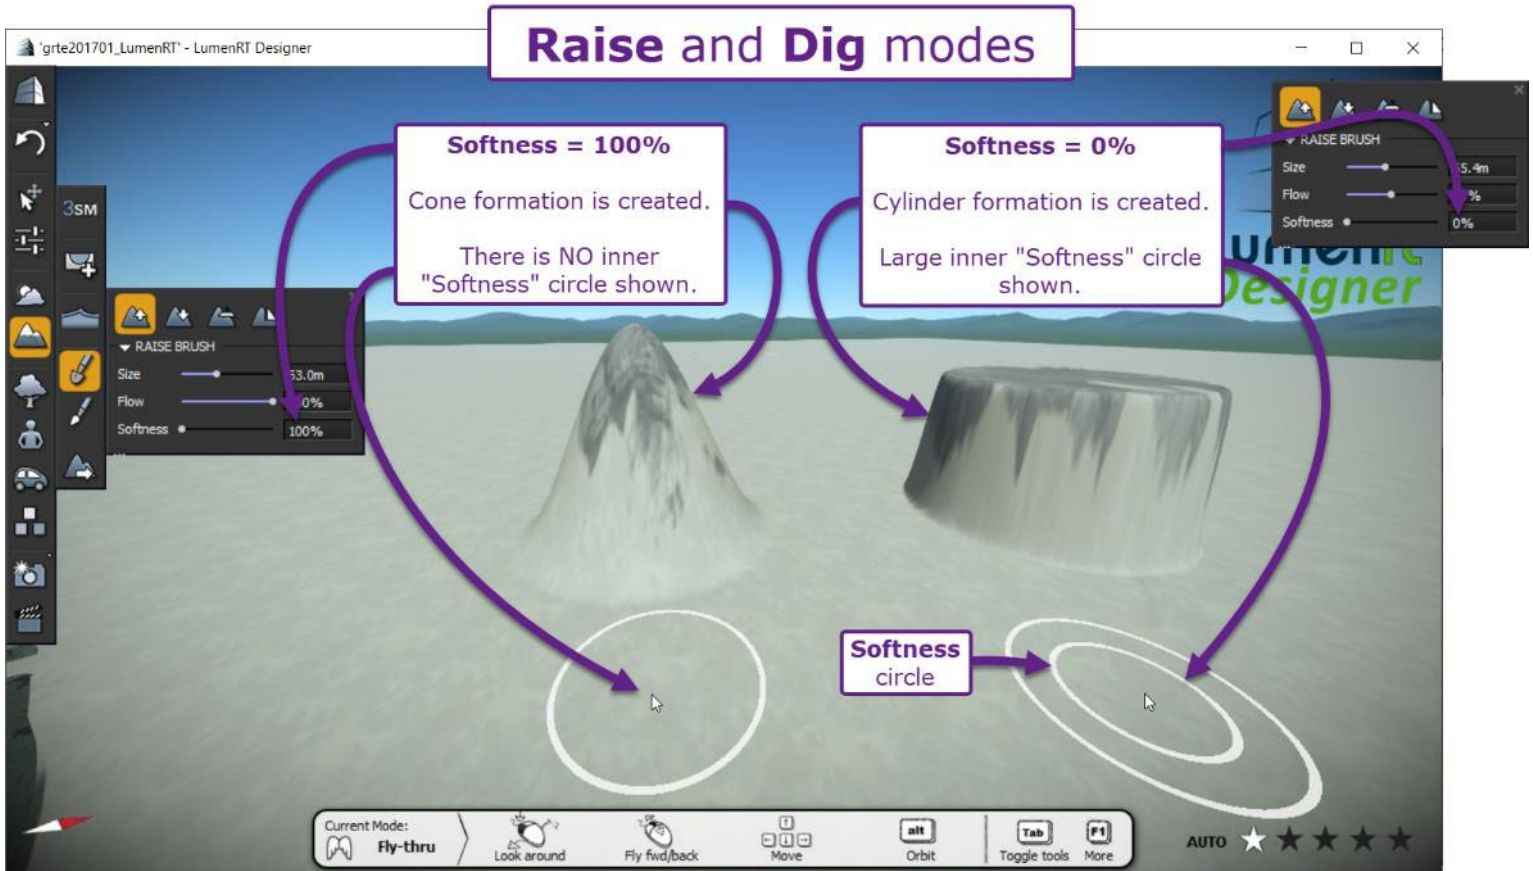 'grte201701_LumenRT' - LumenRT Designer
Raise and Dig modes
Softness = 100%
Cone formation is created.
There is NO inner
"Softness" circle shown.
Softness = 0%
Cylinder formation is created.
Large inner "Softness" circle
shown.
RAISE BRUSH
Size
Flow
%
Softness
0%
Designer
3SM
RAISE BRUSH
Size
53.0m
Flow
Softness
100%
Softness
circle
Current Mode:
Fly-thru
Look around
Fly fwd/back
Move
alt
Orbit
Tab
Toggle tools
F1
More
AUTO